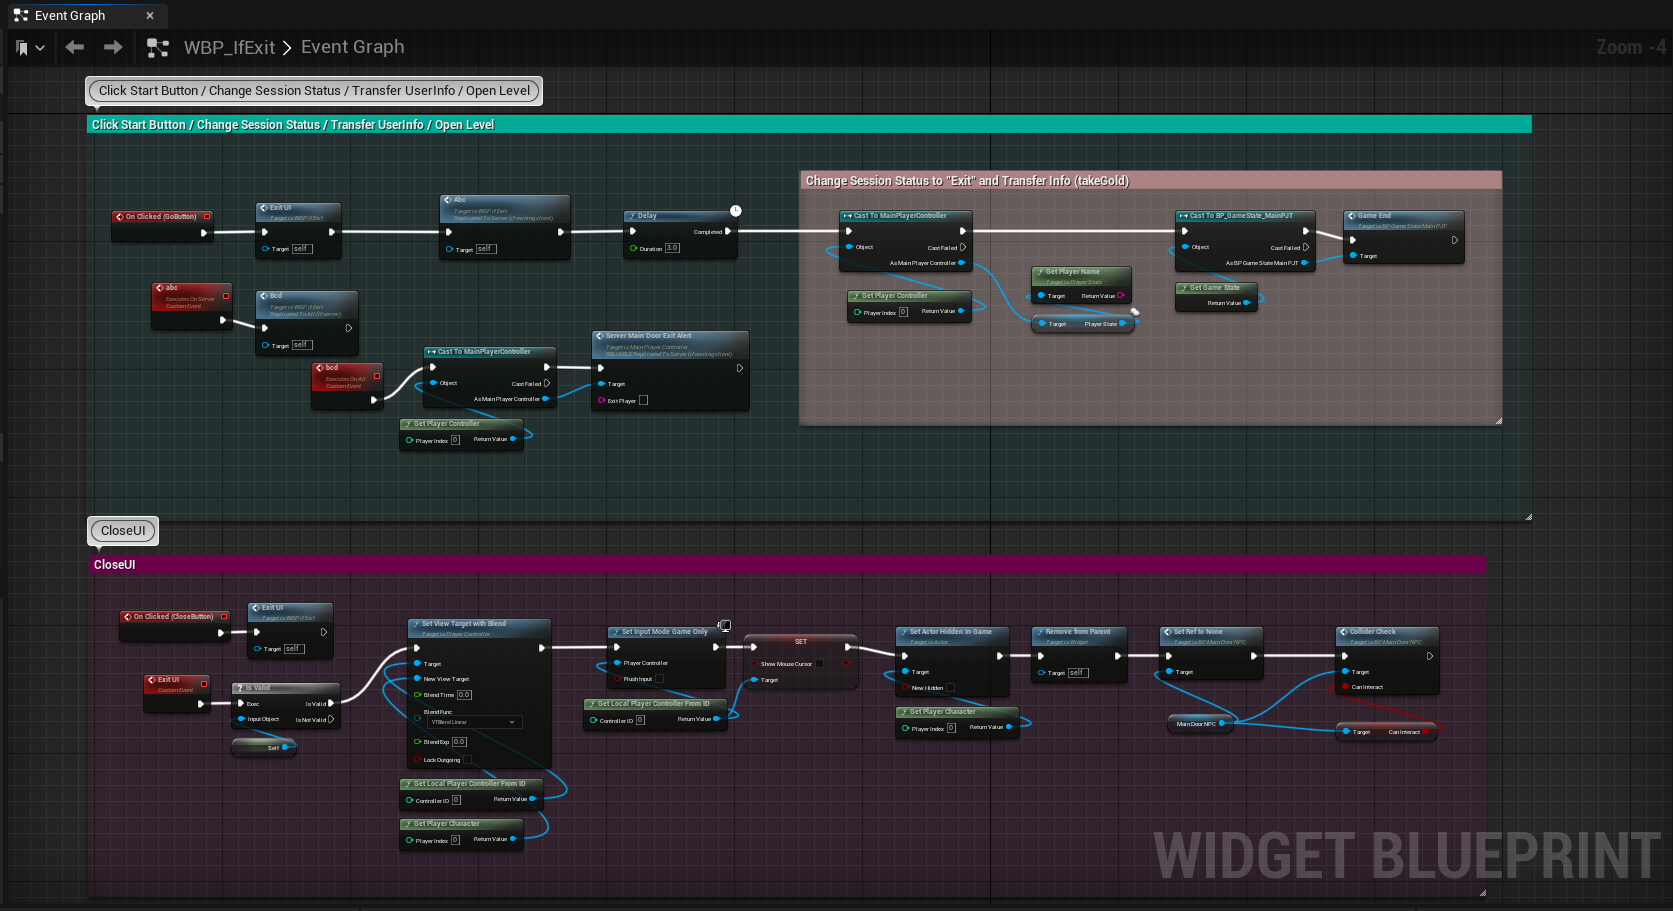 Event Graph
WBP_IfExit > Event Graph
Zoom -4
Click Start Button / Change Session Status / Transfer UserInfo / Open Level
Click Start Button / Change Session Status / Transfer UserInfo / Open Level
Change Session Status to "Exit" and Transfer Info (takeGold)
On Clicked (GoButton)
Exit UI
Target is WBP If Exit
Target self
Abc
Target is WBP If Exit
Replicated To Server (if owning client)
Target self
Delay
Completed
Duration 3.0
Cast To MainPlayerController
Object
Cast Failed
As Main Player Controller
Get Player Controller
Player Index 0
Return Value
Get Player Name
Target is Player State
Target
Return Value
Target
Player State
Cast To BP_GameState_MainPJT
Object
Cast Failed
As BP Game State Main PJT
Get Game State
Return Value
Game End
Target is BP Game State Main PJT
Target
abc
Executes On Server
Custom Event
Bcd
Target is WBP If Exit
Replicated To All (if server)
Target self
bcd
Executes On All
Custom Event
Cast To MainPlayerController
Object
Cast Failed
As Main Player Controller
Get Player Controller
Player Index 0
Return Value
Server Main Door Exit Alert
Target is Main Player Controller
RELIABLE Replicated To Server (if owning client)
Target
Exit Player
CloseUI
CloseUI
On Clicked (CloseButton)
Exit UI
Target is WBP If Exit
Target self
Exit UI
Custom Event
? Is Valid
Exec
Is Valid
Input Object
Is Not Valid
Self
Set View Target with Blend
Target is Player Controller
Target
New View Target
Blend Time 0.0
Blend Func
VTBlend Linear
Blend Exp 0.0
Lock Outgoing
Get Local Player Controller From ID
Controller ID 0
Return Value
Get Player Character
Player Index 0
Return Value
Set Input Mode Game Only
Player Controller
Flush Input
Get Local Player Controller From ID
Controller ID 0
Return Value
SET
Show Mouse Cursor
Target
Set Actor Hidden In Game
Target is Actor
Target
New Hidden
Get Player Character
Player Index 0
Return Value
Remove from Parent
Target is Widget
Target self
Set Ref to None
Target is BP Main Door NPC
Target
Main Door NPC
Collider Check
Target is BP Main Door NPC
Target
Can Interact
Target
Can Interact
WIDGET BLUEPRINT